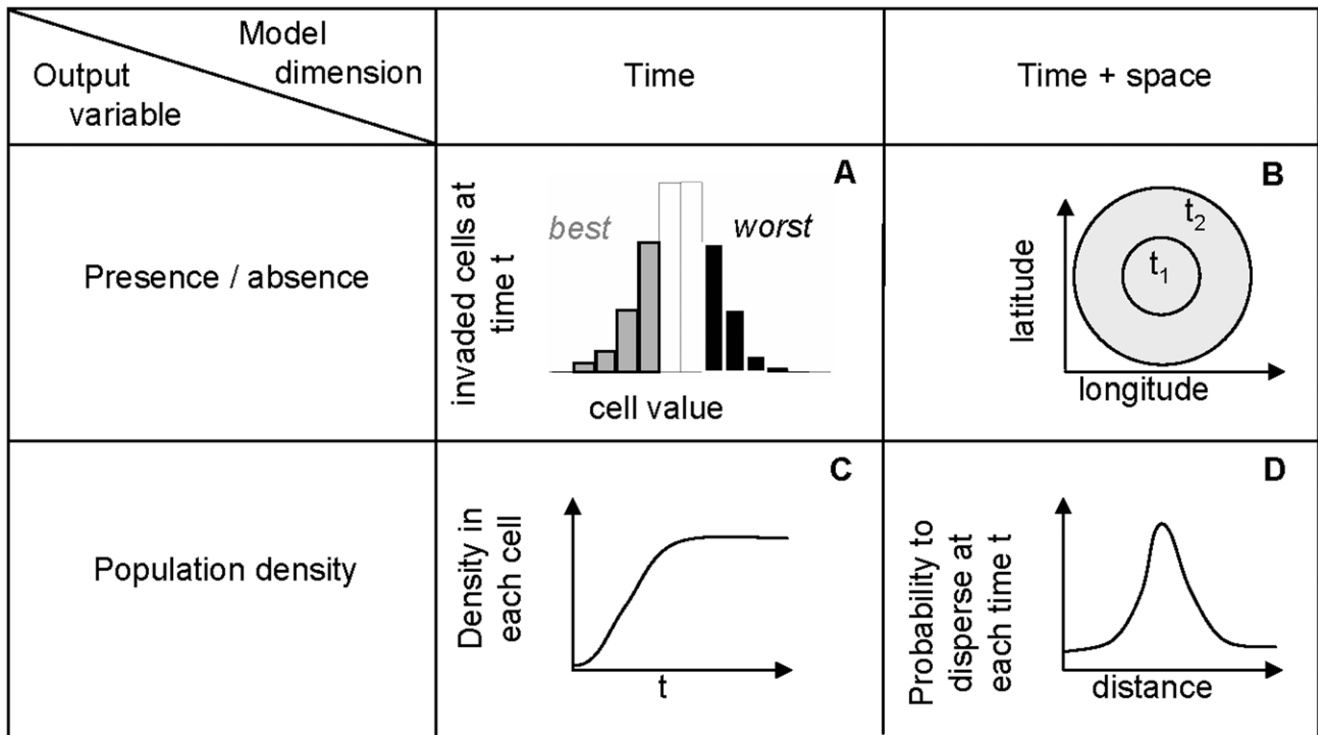 Model
dimension
Output
variable
Time
Time + space
Presence / absence
A
invaded cells at
time t
best
worst
cell value
B
latitude
t₂
t₁
longitude
Population density
C
Density in
each cell
t
D
Probability to
disperse at
each time t
distance